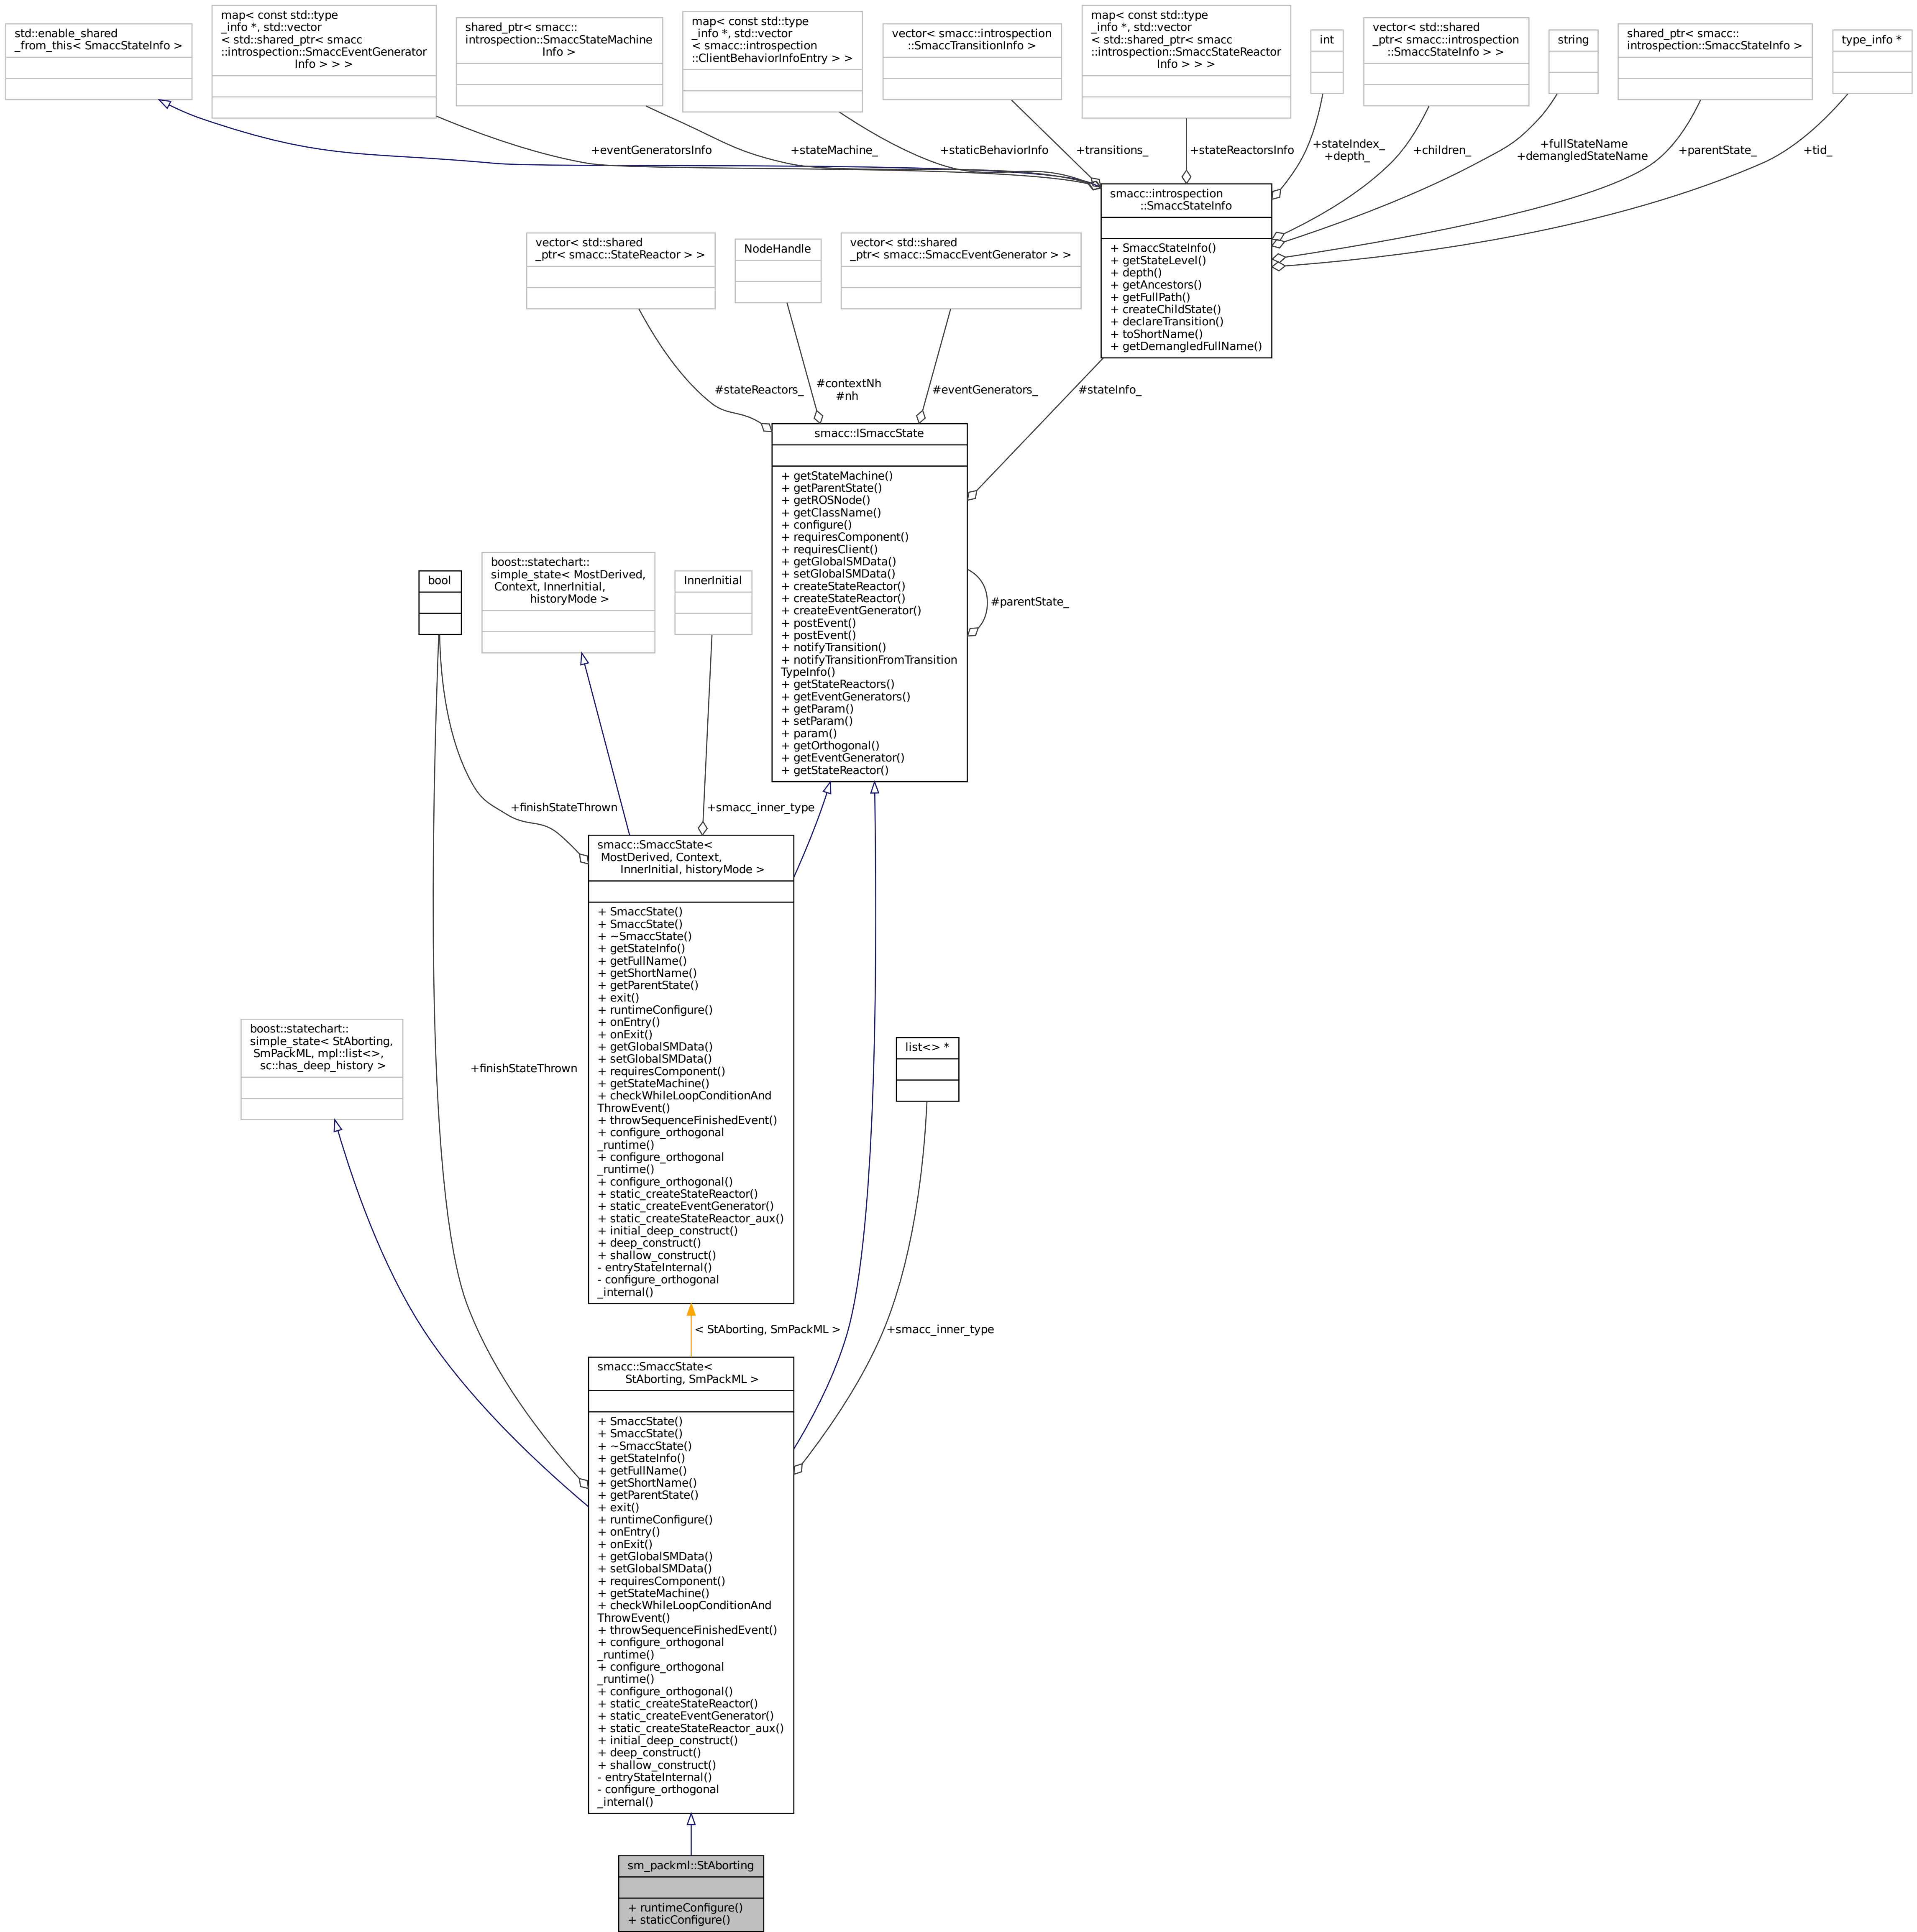 std::enable_shared
_from_this< SmaccStateInfo >
map< const std::type
_info *, std::vector
< std::shared_ptr< smacc
::introspection::SmaccEventGenerator
Info > > >
shared_ptr< smacc::
introspection::SmaccStateMachine
Info >
map< const std::type
_info *, std::vector
< smacc::introspection
::ClientBehaviorInfoEntry > >
vector< smacc::introspection
::SmaccTransitionInfo >
map< const std::type
_info *, std::vector
< std::shared_ptr< smacc
::introspection::SmaccStateReactor
Info > > >
int
vector< std::shared
_ptr< smacc::introspection
::SmaccStateInfo > >
string
shared_ptr< smacc::
introspection::SmaccStateInfo >
type_info *
+eventGeneratorsInfo
+stateMachine_
+staticBehaviorInfo
+transitions_
+stateReactorsInfo
+stateIndex_
+depth_
+children_
+fullStateName
+demangledStateName
+parentState_
+tid_
smacc::introspection
::SmaccStateInfo
+ SmaccStateInfo()
+ getStateLevel()
+ depth()
+ getAncestors()
+ getFullPath()
+ createChildState()
+ declareTransition()
+ toShortName()
+ getDemangledFullName()
vector< std::shared
_ptr< smacc::StateReactor > >
NodeHandle
vector< std::shared
_ptr< smacc::SmaccEventGenerator > >
#stateReactors_
#contextNh
#nh
#eventGenerators_
#stateInfo_
smacc::ISmaccState
+ getStateMachine()
+ getParentState()
+ getROSNode()
+ getClassName()
+ configure()
+ requiresComponent()
+ requiresClient()
+ getGlobalSMData()
+ setGlobalSMData()
+ createStateReactor()
+ createStateReactor()
+ createEventGenerator()
+ postEvent()
+ postEvent()
+ notifyTransition()
+ notifyTransitionFromTransition
TypeInfo()
+ getStateReactors()
+ getEventGenerators()
+ getParam()
+ setParam()
+ param()
+ getOrthogonal()
+ getEventGenerator()
+ getStateReactor()
#parentState_
bool
boost::statechart::
simple_state< MostDerived,
Context, InnerInitial,
historyMode >
InnerInitial
+finishStateThrown
+smacc_inner_type
smacc::SmaccState<
MostDerived, Context,
InnerInitial, historyMode >
+ SmaccState()
+ SmaccState()
+ ~SmaccState()
+ getStateInfo()
+ getFullName()
+ getShortName()
+ getParentState()
+ exit()
+ runtimeConfigure()
+ onEntry()
+ onExit()
+ getGlobalSMData()
+ setGlobalSMData()
+ requiresComponent()
+ getStateMachine()
+ checkWhileLoopConditionAnd
ThrowEvent()
+ throwSequenceFinishedEvent()
+ configure_orthogonal
_runtime()
+ configure_orthogonal
_runtime()
+ configure_orthogonal()
+ static_createStateReactor()
+ static_createEventGenerator()
+ static_createStateReactor_aux()
+ initial_deep_construct()
+ deep_construct()
+ shallow_construct()
- entryStateInternal()
- configure_orthogonal
_internal()
boost::statechart::
simple_state< StAborting,
SmPackML, mpl::list<>,
sc::has_deep_history >
+finishStateThrown
list<> *
< StAborting, SmPackML >
+smacc_inner_type
smacc::SmaccState<
StAborting, SmPackML >
+ SmaccState()
+ SmaccState()
+ ~SmaccState()
+ getStateInfo()
+ getFullName()
+ getShortName()
+ getParentState()
+ exit()
+ runtimeConfigure()
+ onEntry()
+ onExit()
+ getGlobalSMData()
+ setGlobalSMData()
+ requiresComponent()
+ getStateMachine()
+ checkWhileLoopConditionAnd
ThrowEvent()
+ throwSequenceFinishedEvent()
+ configure_orthogonal
_runtime()
+ configure_orthogonal
_runtime()
+ configure_orthogonal()
+ static_createStateReactor()
+ static_createEventGenerator()
+ static_createStateReactor_aux()
+ initial_deep_construct()
+ deep_construct()
+ shallow_construct()
- entryStateInternal()
- configure_orthogonal
_internal()
sm_packml::StAborting
+ runtimeConfigure()
+ staticConfigure()